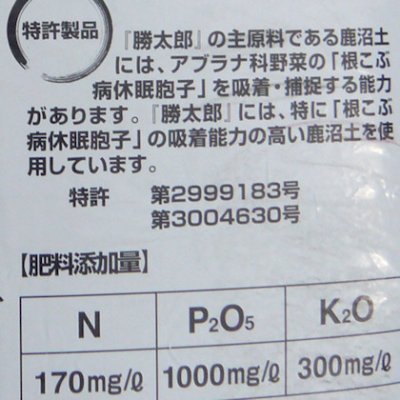 特許製品
『勝太郎』の主原料である鹿沼土
には、アブラナ科野菜の「根こぶ
病休眠胞子」を吸着・捕捉する能力
があります。『勝太郎』には、特に「根こぶ
病休眠胞子」の吸着能力の高い鹿沼土を使
用しています。
特許 第2999183号
第3004630号
【肥料添加量】
N P₂O₅ K₂O
170mg/ℓ 1000mg/ℓ 300mg/ℓ